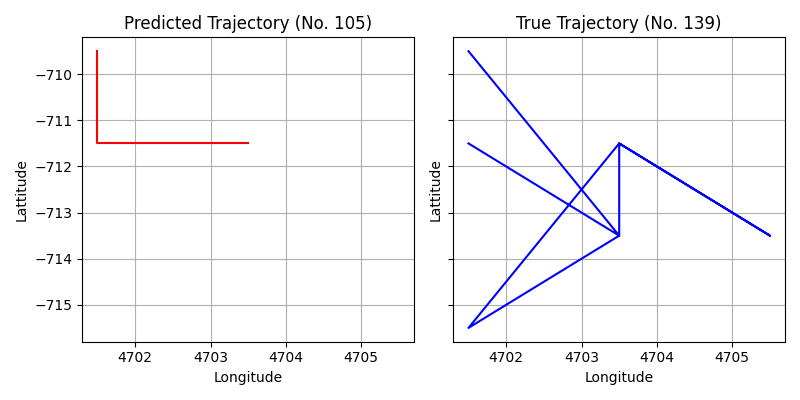 Predicted Trajectory (No. 105)
True Trajectory (No. 139)
−710
−711
−712
−713
−714
−715
Lattitude
Lattitude
4702 4703 4704 4705
4702 4703 4704 4705
Longitude
Longitude